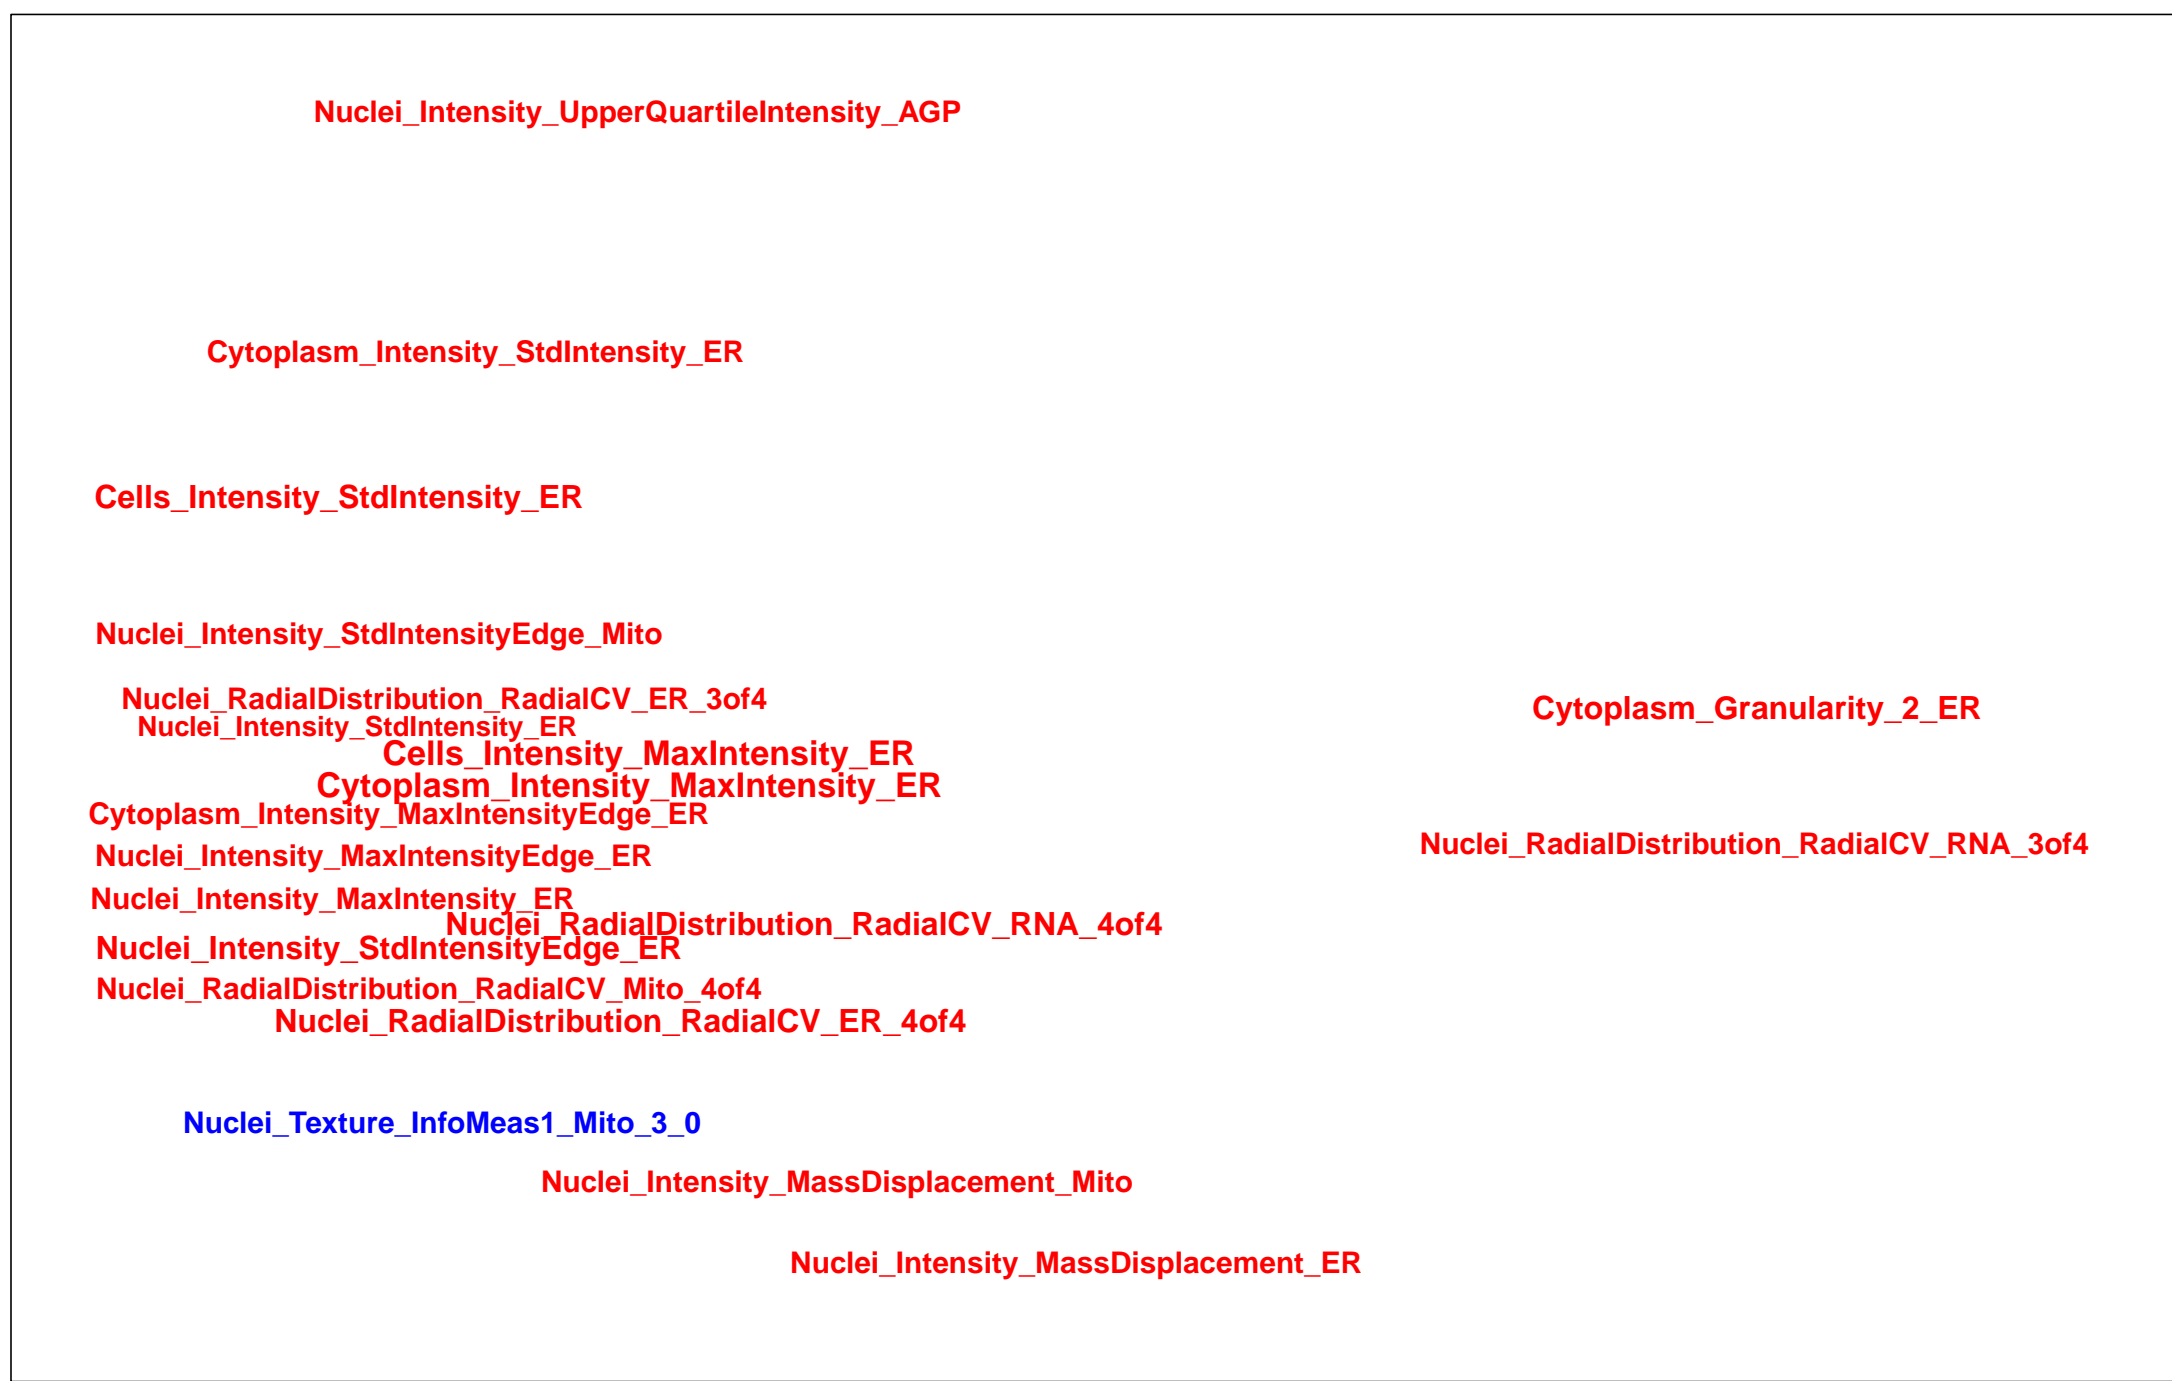 Nuclei_Intensity_UpperQuartileIntensity_AGP
Cytoplasm_Intensity_StdIntensity_ER
Cells_Intensity_StdIntensity_ER
Nuclei_Intensity_StdIntensityEdge_Mito
Nuclei_RadialDistribution_RadialCV_ER_3of4
Cytoplasm_Granularity_2_ER
Nuclei_Intensity_StdIntensity_ER
Cells_Intensity_MaxIntensity_ER
Cytoplasm_Intensity_MaxIntensity_ER
Cytoplasm_Intensity_MaxIntensityEdge_ER
Nuclei_RadialDistribution_RadialCV_RNA_3of4
Nuclei_Intensity_MaxIntensityEdge_ER
Nuclei_Intensity_MaxIntensity_ER
Nuclei_RadialDistribution_RadialCV_RNA_4of4
Nuclei_Intensity_StdIntensityEdge_ER
Nuclei_RadialDistribution_RadialCV_Mito_4of4
Nuclei_RadialDistribution_RadialCV_ER_4of4
Nuclei_Texture_InfoMeas1_Mito_3_0
Nuclei_Intensity_MassDisplacement_Mito
Nuclei_Intensity_MassDisplacement_ER